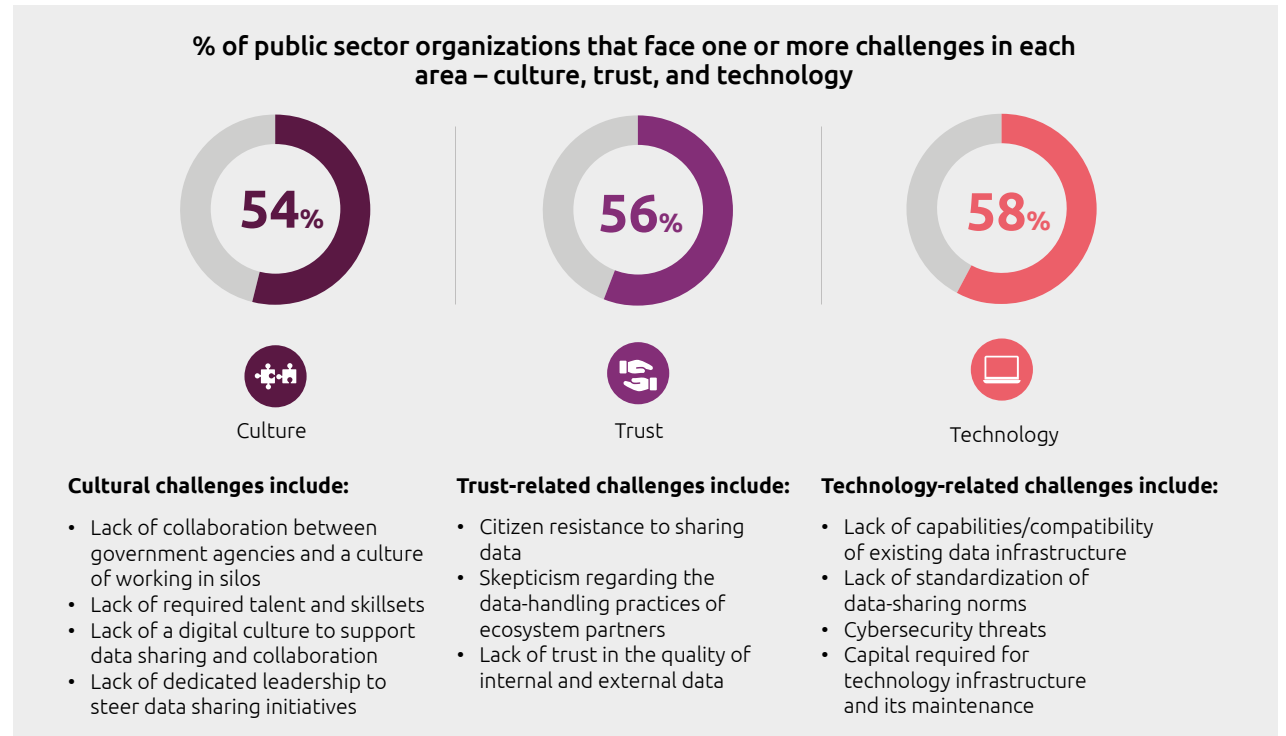 % of public sector organizations that face one or more challenges in each
area – culture, trust, and technology
54%
56%
58%
Culture
Trust
Technology
Cultural challenges include:
• Lack of collaboration between
government agencies and a culture
of working in silos
• Lack of required talent and skillsets
• Lack of a digital culture to support
data sharing and collaboration
• Lack of dedicated leadership to
steer data sharing initiatives
Trust-related challenges include:
• Citizen resistance to sharing
data
• Skepticism regarding the
data-handling practices of
ecosystem partners
• Lack of trust in the quality of
internal and external data
Technology-related challenges include:
• Lack of capabilities/compatibility
of existing data infrastructure
• Lack of standardization of
data-sharing norms
• Cybersecurity threats
• Capital required for
technology infrastructure
and its maintenance